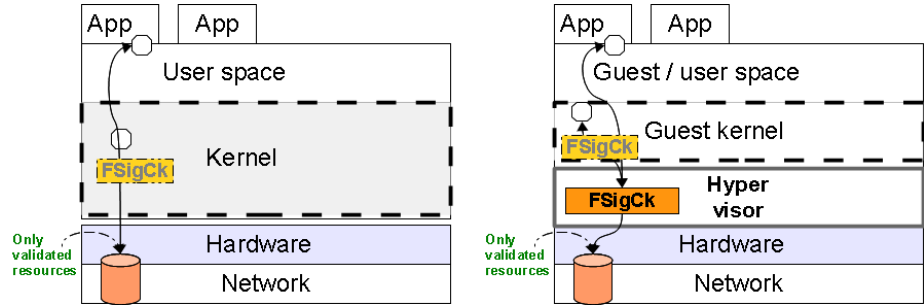 App
App
User space
Kernel
FSigCk
Only
validated
resources
Hardware
Network
App
App
Guest / user space
Guest kernel
FSigCk
FSigCk
Hyper
visor
Only
validated
resources
Hardware
Network